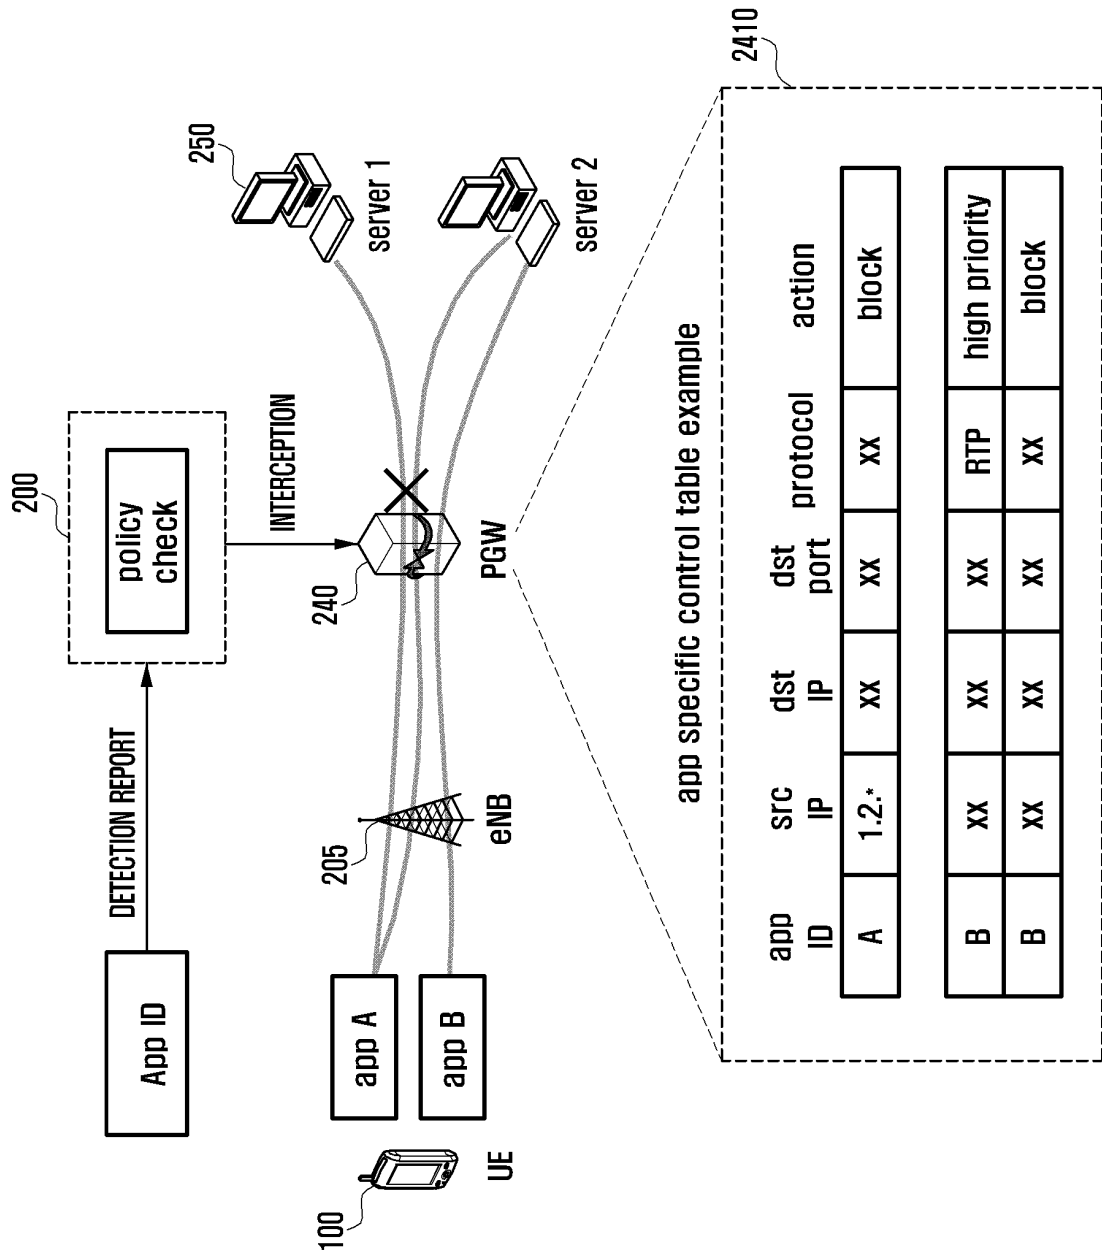 App ID
DETECTION REPORT
200
policy
check
INTERCEPTION
100
UE
app A
app B
205
eNB
240
PGW
250
server 1
server 2
2410
app specific control table example
app ID src IP dst IP dst port protocol action
A 1.2.* xx xx xx block
B xx xx xx RTP high priority
B xx xx xx xx block